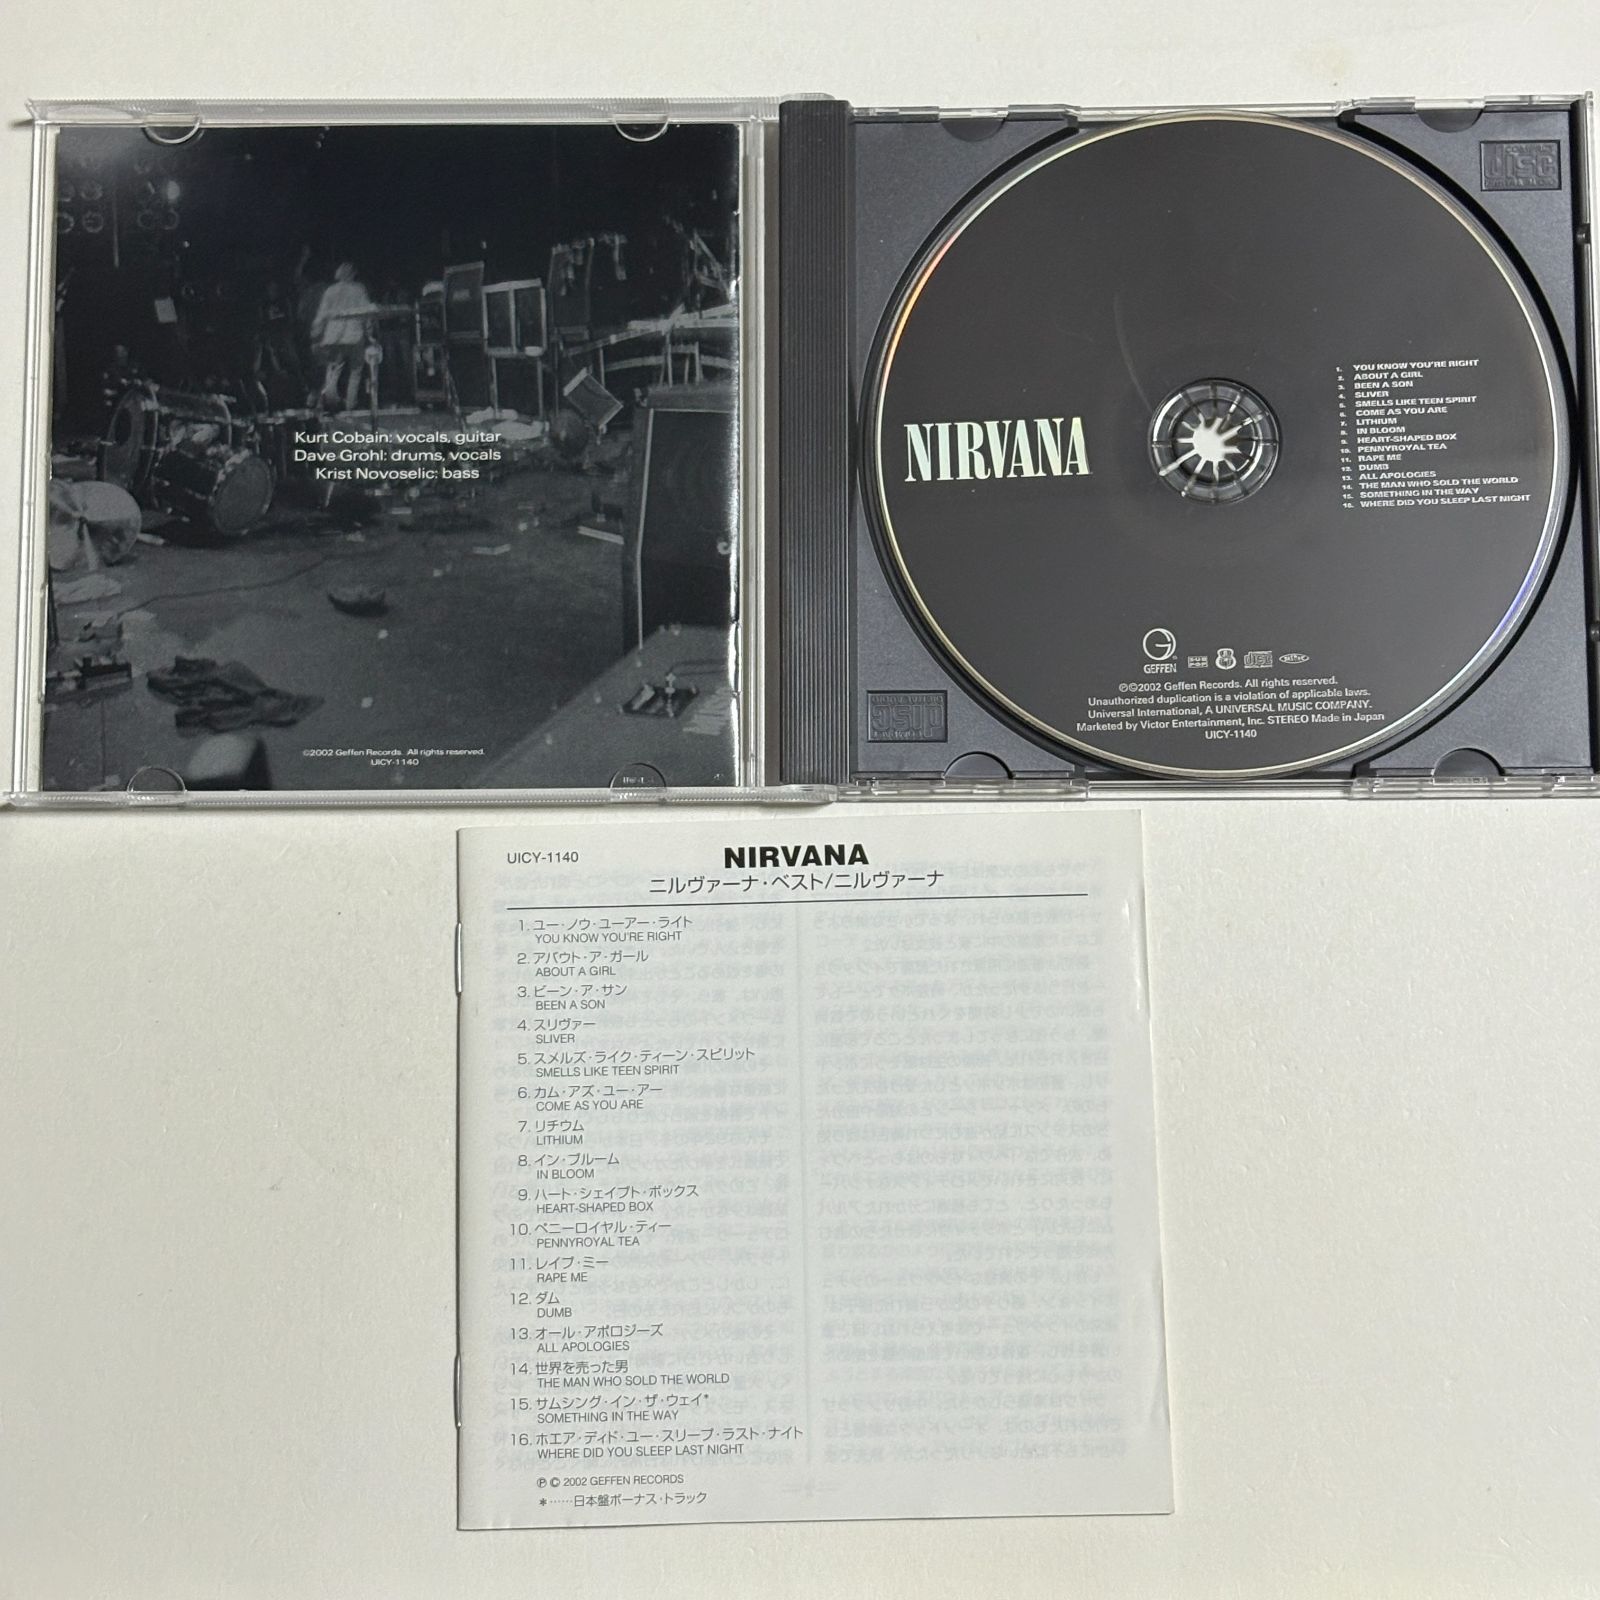 Kurt Cobain: vocals, guitar
Dave Grohl: drums, vocals
Krist Novoselic: bass
©2002 Geffen Records. All rights reserved.
UICY-1140
COMPACT
disc
DIGITAL AUDIO
NIRVANA
1. YOU KNOW YOU'RE RIGHT
2. ABOUT A GIRL
3. BEEN A SON
4. SLIVER
5. SMELLS LIKE TEEN SPIRIT
6. COME AS YOU ARE
7. LITHIUM
8. IN BLOOM
9. HEART-SHAPED BOX
10. PENNYROYAL TEA
11. RAPE ME
12. DUMB
13. ALL APOLOGIES
14. THE MAN WHO SOLD THE WORLD
15. SOMETHING IN THE WAY
16. WHERE DID YOU SLEEP LAST NIGHT
GEFFEN
SUB POP
℗©2002 Geffen Records. All rights reserved.
Unauthorized duplication is a violation of applicable laws.
Universal International, A UNIVERSAL MUSIC COMPANY.
Marketed by Victor Entertainment, Inc. STEREO Made in Japan
UICY-1140
UICY-1140
NIRVANA
ニルヴァーナ・ベスト/ニルヴァーナ
1. ユー・ノウ・ユーアー・ライト
YOU KNOW YOU'RE RIGHT
2. アバウト・ア・ガール
ABOUT A GIRL
3. ビーン・ア・サン
BEEN A SON
4. スリヴァー
SLIVER
5. スメルズ・ライク・ティーン・スピリット
SMELLS LIKE TEEN SPIRIT
6. カム・アズ・ユー・アー
COME AS YOU ARE
7. リチウム
LITHIUM
8. イン・ブルーム
IN BLOOM
9. ハート・シェイプト・ボックス
HEART-SHAPED BOX
10. ペニーロイヤル・ティー
PENNYROYAL TEA
11. レイプ・ミー
RAPE ME
12. ダム
DUMB
13. オール・アポロジーズ
ALL APOLOGIES
14. 世界を売った男
THE MAN WHO SOLD THE WORLD
15. サムシング・イン・ザ・ウェイ*
SOMETHING IN THE WAY
16. ホエア・ディド・ユー・スリープ・ラスト・ナイト
WHERE DID YOU SLEEP LAST NIGHT
℗ © 2002 GEFFEN RECORDS
*……日本盤ボーナス・トラック